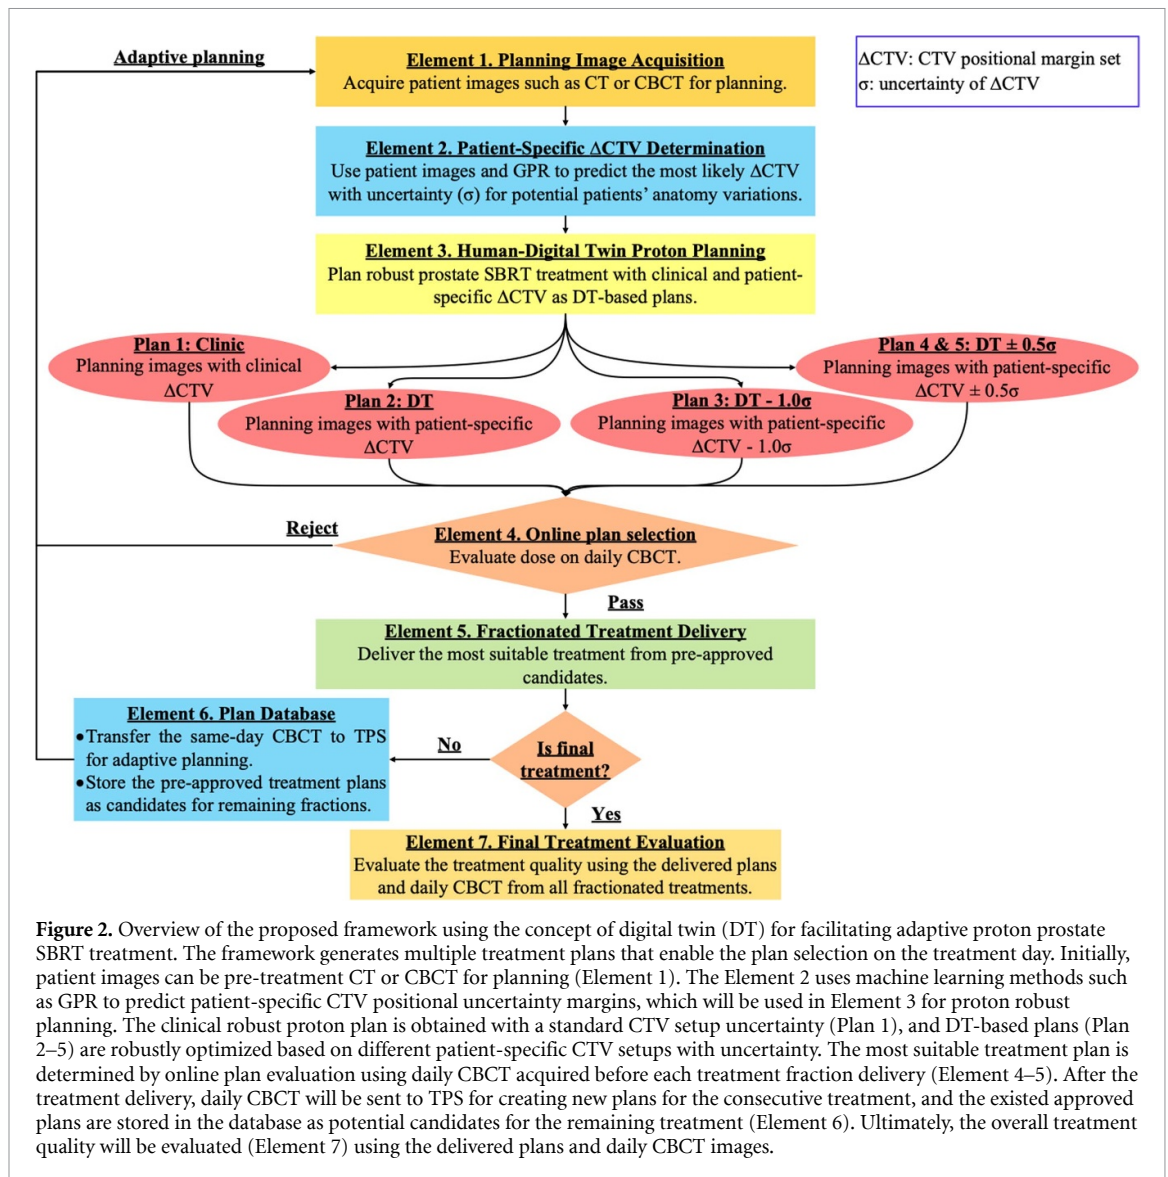 Adaptive planning
Element 1. Planning Image Acquisition
Acquire patient images such as CT or CBCT for planning.
ΔCTV: CTV positional margin set
σ: uncertainty of ΔCTV
Element 2. Patient-Specific ΔCTV Determination
Use patient images and GPR to predict the most likely ΔCTV
with uncertainty (σ) for potential patients’ anatomy variations.
Element 3. Human-Digital Twin Proton Planning
Plan robust prostate SBRT treatment with clinical and patient-
specific ΔCTV as DT-based plans.
Plan 1: Clinic
Planning images with clinical
ΔCTV
Plan 2: DT
Planning images with patient-specific
ΔCTV
Plan 3: DT - 1.0σ
Planning images with patient-specific
ΔCTV - 1.0σ
Plan 4 & 5: DT ± 0.5σ
Planning images with patient-specific
ΔCTV ± 0.5σ
Element 4. Online plan selection
Evaluate dose on daily CBCT.
Reject
Pass
Element 5. Fractionated Treatment Delivery
Deliver the most suitable treatment from pre-approved
candidates.
Is final
treatment?
No
Element 6. Plan Database
•Transfer the same-day CBCT to TPS
for adaptive planning.
•Store the pre-approved treatment plans
as candidates for remaining fractions.
Yes
Element 7. Final Treatment Evaluation
Evaluate the treatment quality using the delivered plans
and daily CBCT from all fractionated treatments.
Figure 2. Overview of the proposed framework using the concept of digital twin (DT) for facilitating adaptive proton prostate
SBRT treatment. The framework generates multiple treatment plans that enable the plan selection on the treatment day. Initially,
patient images can be pre-treatment CT or CBCT for planning (Element 1). The Element 2 uses machine learning methods such
as GPR to predict patient-specific CTV positional uncertainty margins, which will be used in Element 3 for proton robust
planning. The clinical robust proton plan is obtained with a standard CTV setup uncertainty (Plan 1), and DT-based plans (Plan
2–5) are robustly optimized based on different patient-specific CTV setups with uncertainty. The most suitable treatment plan is
determined by online plan evaluation using daily CBCT acquired before each treatment fraction delivery (Element 4–5). After the
treatment delivery, daily CBCT will be sent to TPS for creating new plans for the consecutive treatment, and the existed approved
plans are stored in the database as potential candidates for the remaining treatment (Element 6). Ultimately, the overall treatment
quality will be evaluated (Element 7) using the delivered plans and daily CBCT images.